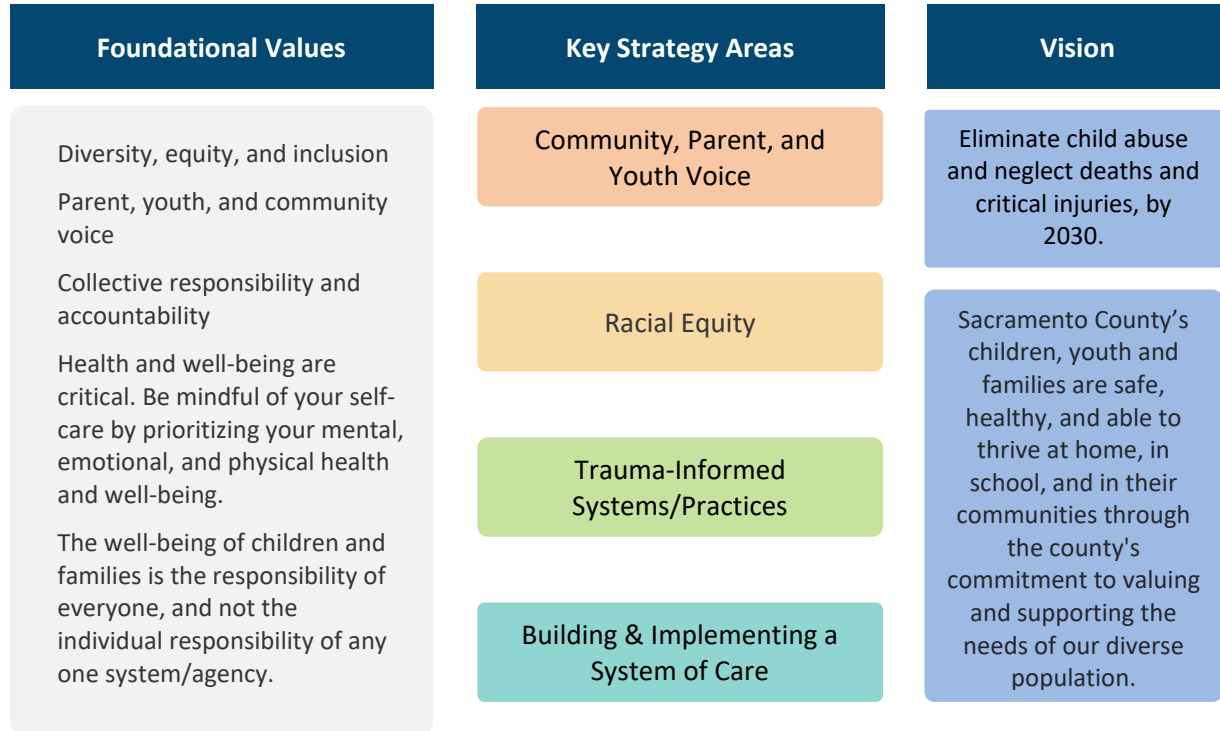 Foundational Values
Diversity, equity, and inclusion
Parent, youth, and community
voice
Collective responsibility and
accountability
Health and well-being are
critical. Be mindful of your self-
care by prioritizing your mental,
emotional, and physical health
and well-being.
The well-being of children and
families is the responsibility of
everyone, and not the
individual responsibility of any
one system/agency.
Key Strategy Areas
Community, Parent, and
Youth Voice
Racial Equity
Trauma-Informed
Systems/Practices
Building & Implementing a
System of Care
Vision
Eliminate child abuse
and neglect deaths and
critical injuries, by
2030.
Sacramento County’s
children, youth and
families are safe,
healthy, and able to
thrive at home, in
school, and in their
communities through
the county's
commitment to valuing
and supporting the
needs of our diverse
population.